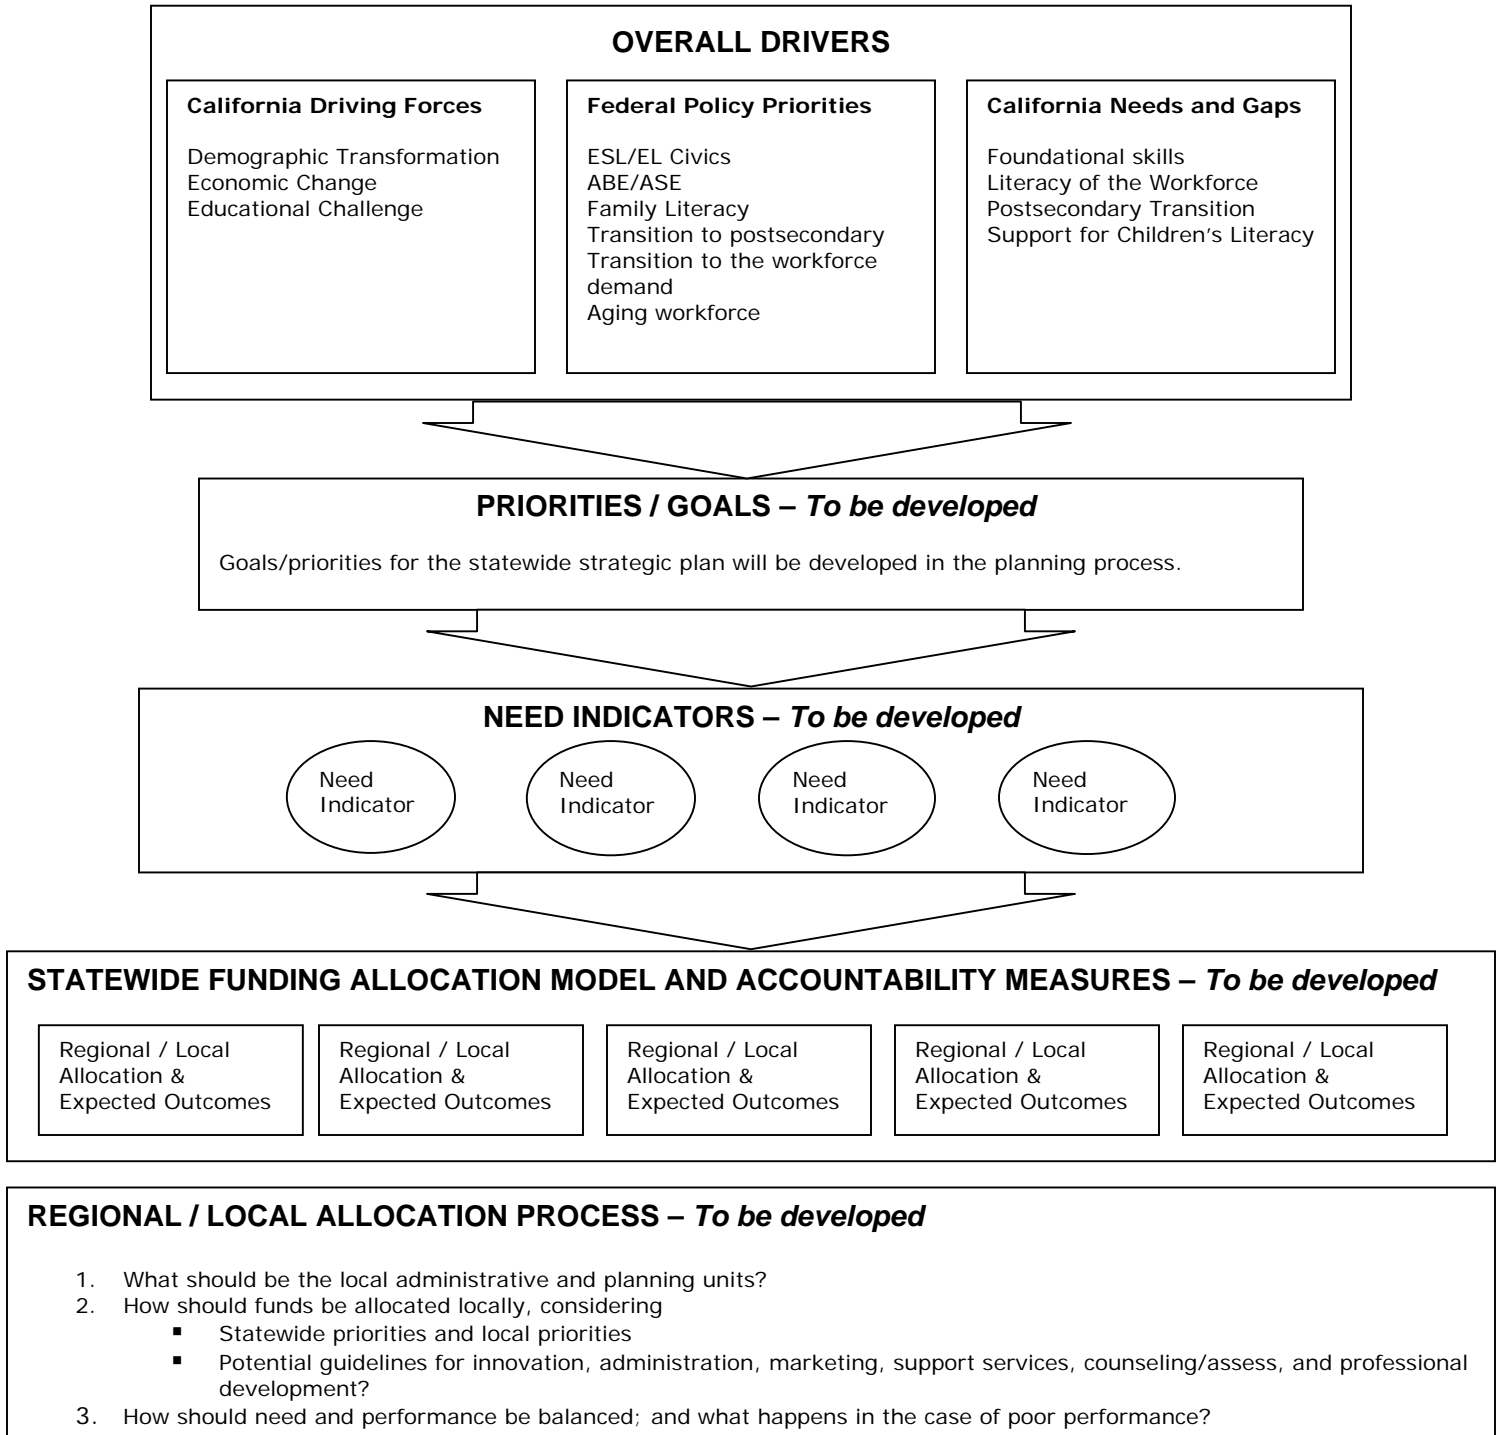 OVERALL DRIVERS
California Driving Forces
Demographic Transformation
Economic Change
Educational Challenge
Federal Policy Priorities
ESL/EL Civics
ABE/ASE
Family Literacy
Transition to postsecondary
Transition to the workforce
demand
Aging workforce
California Needs and Gaps
Foundational skills
Literacy of the Workforce
Postsecondary Transition
Support for Children's Literacy
PRIORITIES / GOALS – To be developed
Goals/priorities for the statewide strategic plan will be developed in the planning process.
NEED INDICATORS – To be developed
Need
Indicator
Need
Indicator
Need
Indicator
Need
Indicator
STATEWIDE FUNDING ALLOCATION MODEL AND ACCOUNTABILITY MEASURES – To be developed
Regional / Local
Allocation &
Expected Outcomes
Regional / Local
Allocation &
Expected Outcomes
Regional / Local
Allocation &
Expected Outcomes
Regional / Local
Allocation &
Expected Outcomes
Regional / Local
Allocation &
Expected Outcomes
REGIONAL / LOCAL ALLOCATION PROCESS – To be developed
1. What should be the local administrative and planning units?
2. How should funds be allocated locally, considering
▪ Statewide priorities and local priorities
▪ Potential guidelines for innovation, administration, marketing, support services, counseling/assess, and professional
development?
3. How should need and performance be balanced; and what happens in the case of poor performance?